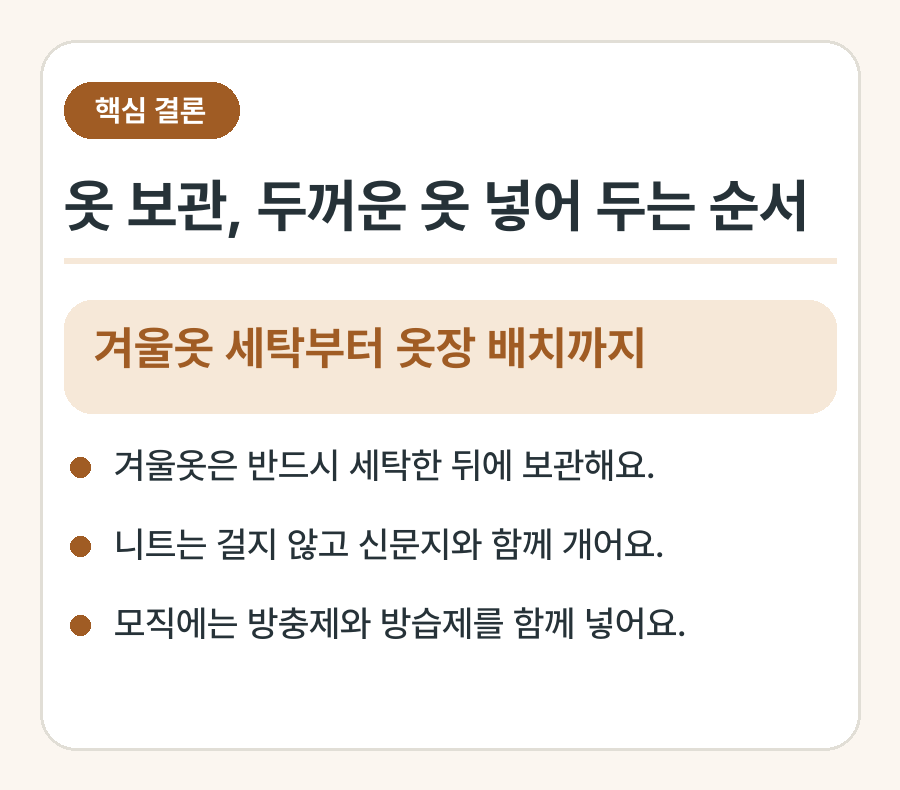 핵심 결론
옷 보관, 두꺼운 옷 넣어 두는 순서
겨울옷 세탁부터 옷장 배치까지
겨울옷은 반드시 세탁한 뒤에 보관해요.
니트는 걸지 않고 신문지와 함께 개어요.
모직에는 방충제와 방습제를 함께 넣어요.